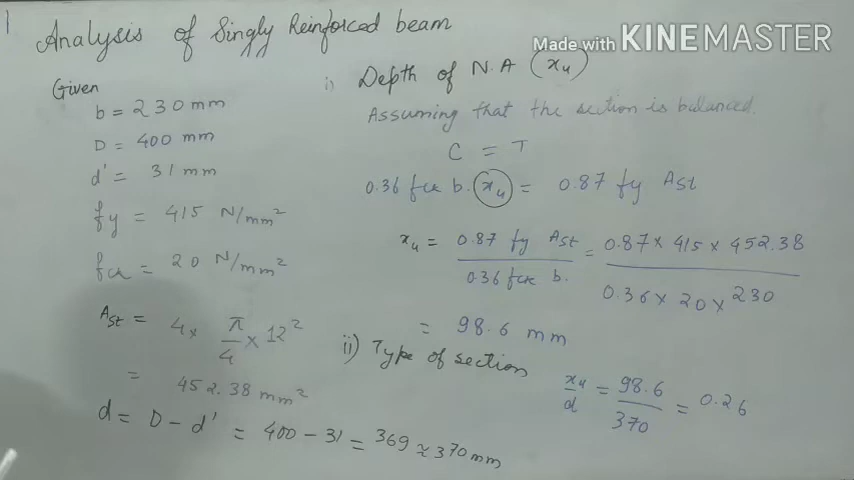 1
Analysis of Singly Reinforced beam
Made with KINEMASTER
Given
b = 230 mm
D = 400 mm
d' = 31 mm
fy = 415 N/mm²
fck = 20 N/mm²
Ast = 4 × π/4 × 12²
= 452.38 mm²
d = D - d' = 400 - 31 = 369 ≈ 370 mm
i) Depth of N.A (xu)
Assuming that the section is balanced.
C = T
0.36 fck b. xu = 0.87 fy Ast
xu = 0.87 fy Ast / 0.36 fck b. = 0.87 × 415 × 452.38 / 0.36 × 20 × 230
= 98.6 mm
ii) Type of section
xu/d = 98.6/370 = 0.26